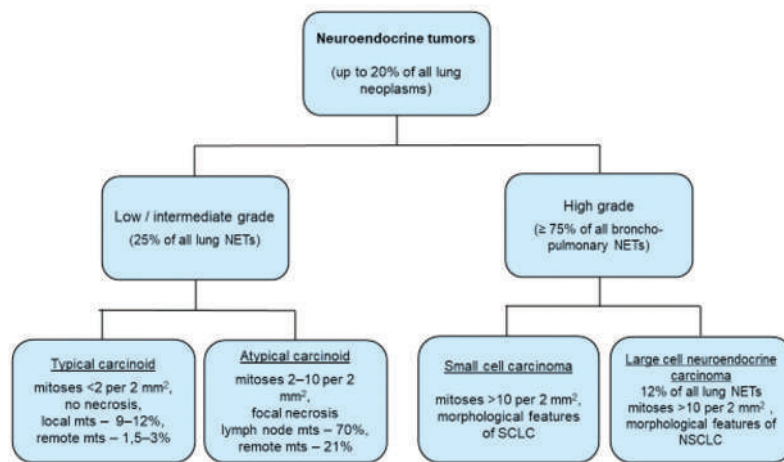 Neuroendocrine tumors
(up to 20% of all lung
neoplasms)
Low / intermediate grade
(25% of all lung NETs)
High grade
(≥ 75% of all broncho-
pulmonary NETs)
Typical carcinoid
mitoses <2 per 2 mm²,
no necrosis,
local mts – 9–12%,
remote mts – 1,5–3%
Atypical carcinoid
mitoses 2–10 per 2
mm²,
focal necrosis
lymph node mts – 70%,
remote mts – 21%
Small cell carcinoma
mitoses >10 per 2 mm²,
morphological features
of SCLC
Large cell neuroendocrine
carcinoma
12% of all lung NETs
mitoses >10 per 2 mm² ,
morphological features of
NSCLC